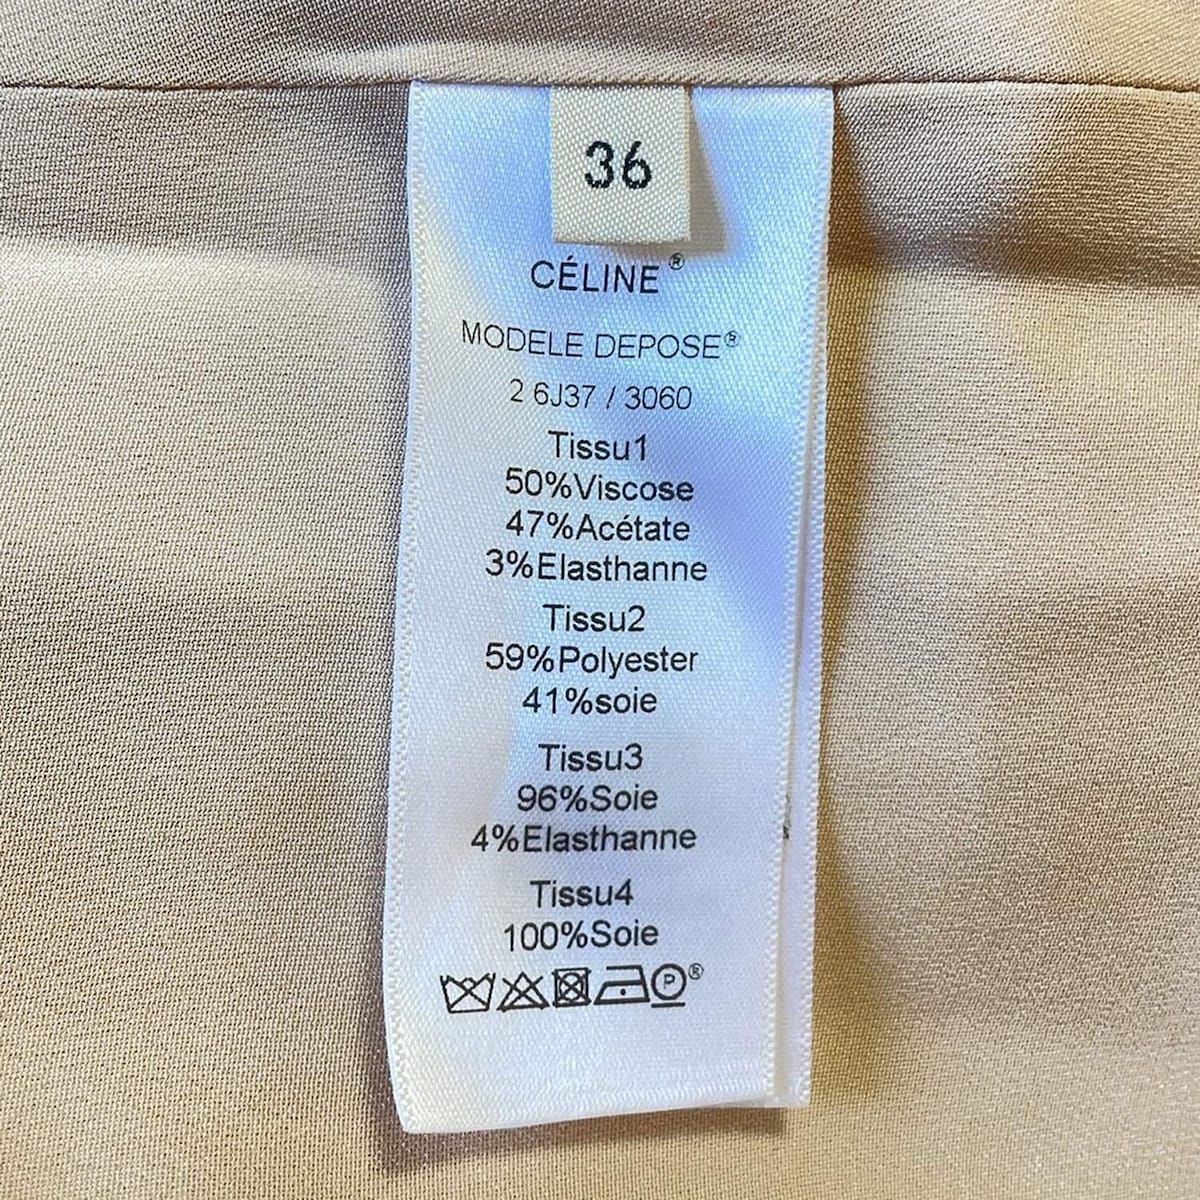 36
CÉLINE®
MODELE DEPOSE®
2 6J37 / 3060
Tissu1
50%Viscose
47%Acétate
3%Elasthanne
Tissu2
59%Polyester
41%soie
Tissu3
96%Soie
4%Elasthanne
Tissu4
100%Soie
P®